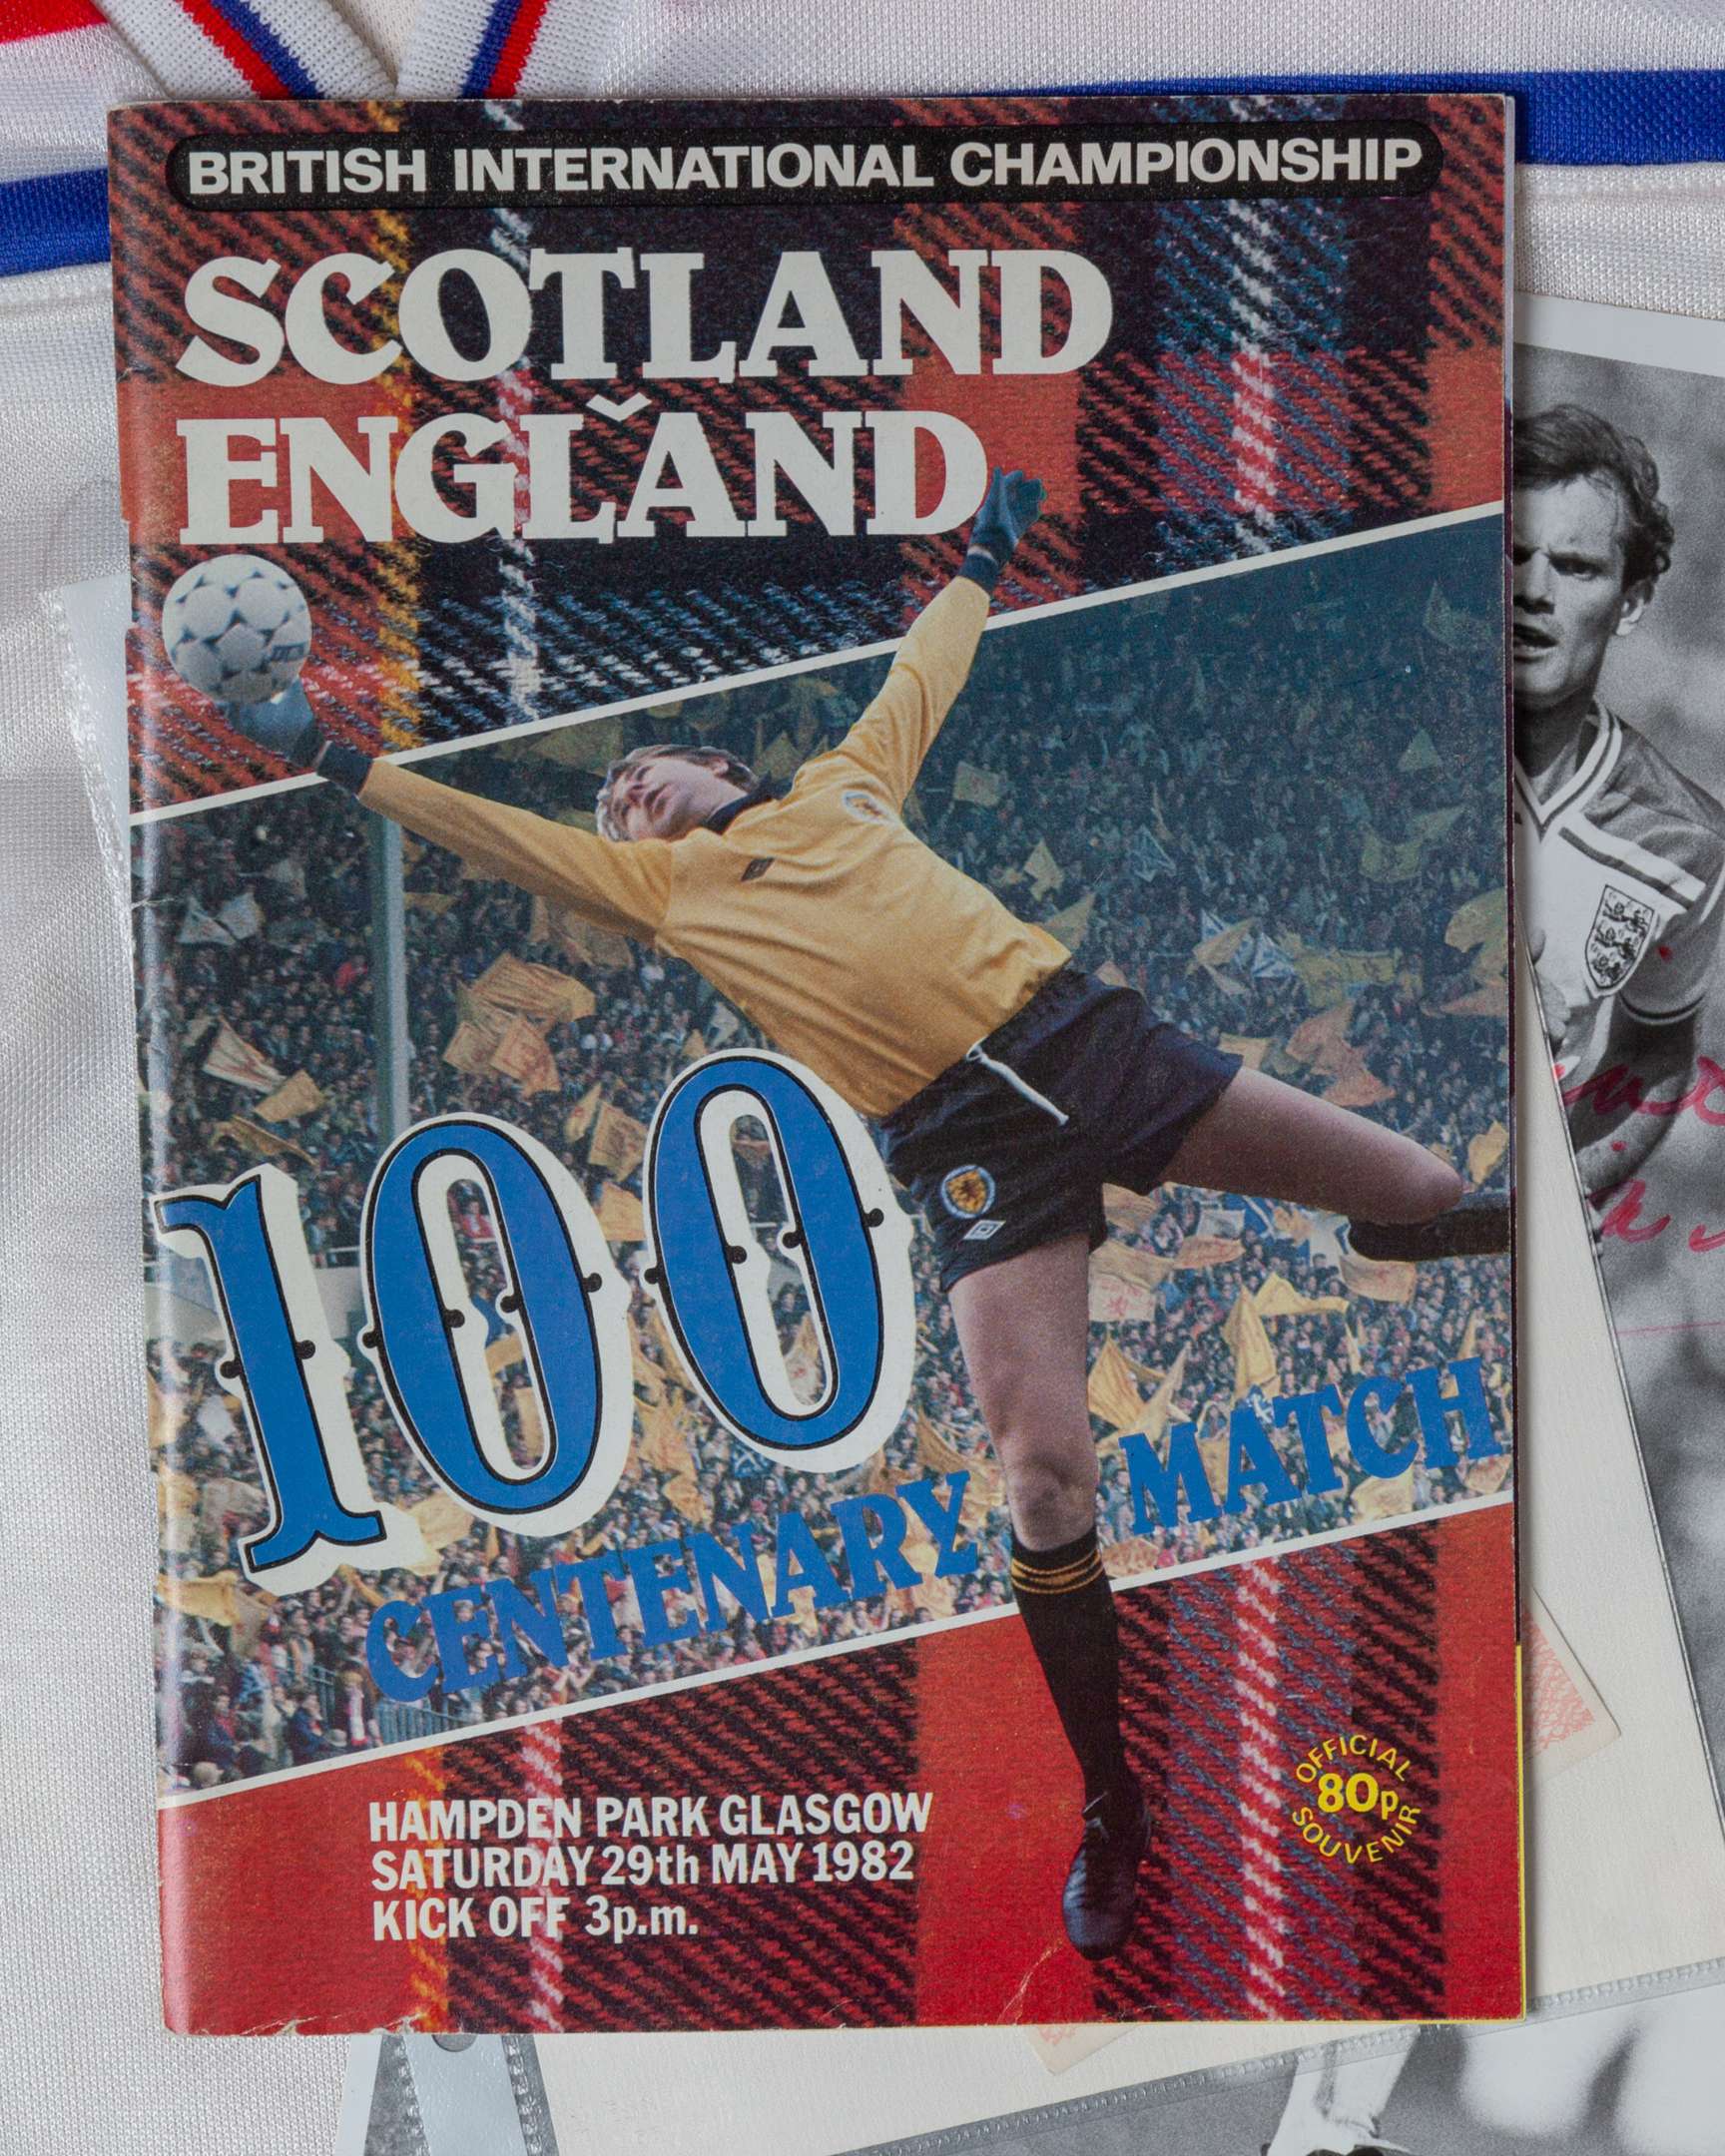 BRITISH INTERNATIONAL CHAMPIONSHIP
SCOTLAND
ˇ
ENGLAND
100
CENTENARY MATCH
HAMPDEN PARK GLASGOW
SATURDAY 29th MAY 1982
KICK OFF 3p.m.
OFFICIAL
80p
SOUVENIR